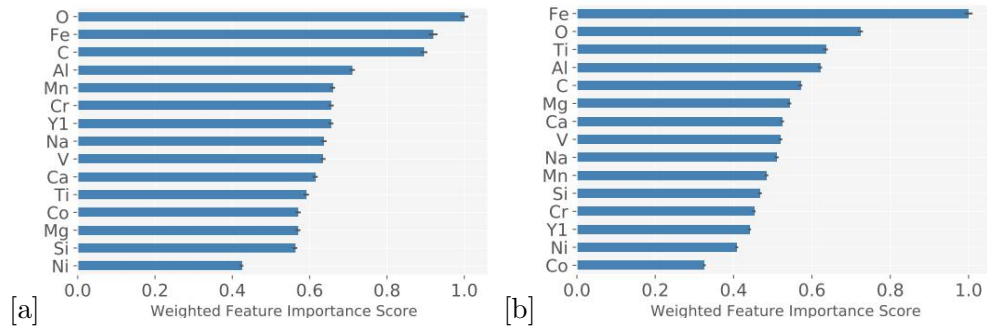 O
Fe
C
Al
Mn
Cr
Y1
Na
V
Ca
Ti
Co
Mg
Si
Ni
0.0 0.2 0.4 0.6 0.8 1.0
Weighted Feature Importance Score
[a]
Fe
O
Ti
Al
C
Mg
Ca
V
Na
Mn
Si
Cr
Y1
Ni
Co
0.0 0.2 0.4 0.6 0.8 1.0
Weighted Feature Importance Score
[b]